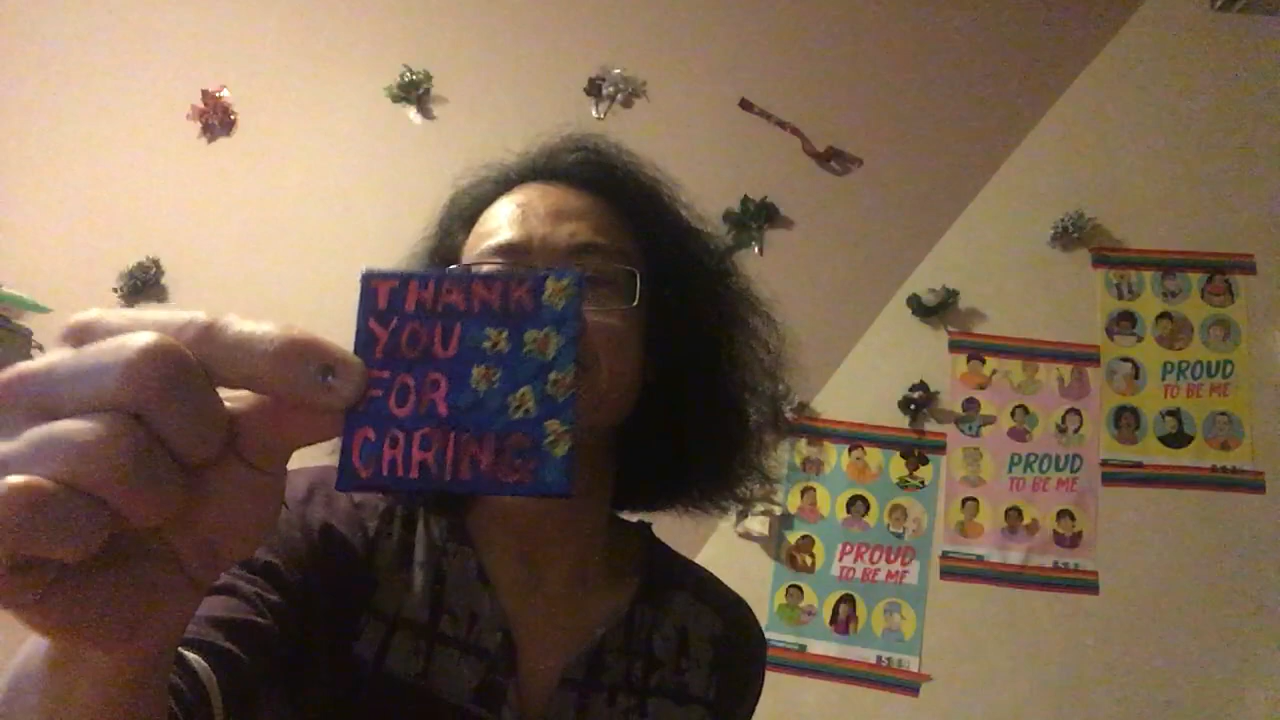 THANK
YOU
FOR
CARING
PROUD
TO BE ME
PROUD
TO BE ME
PROUD
TO BE ME